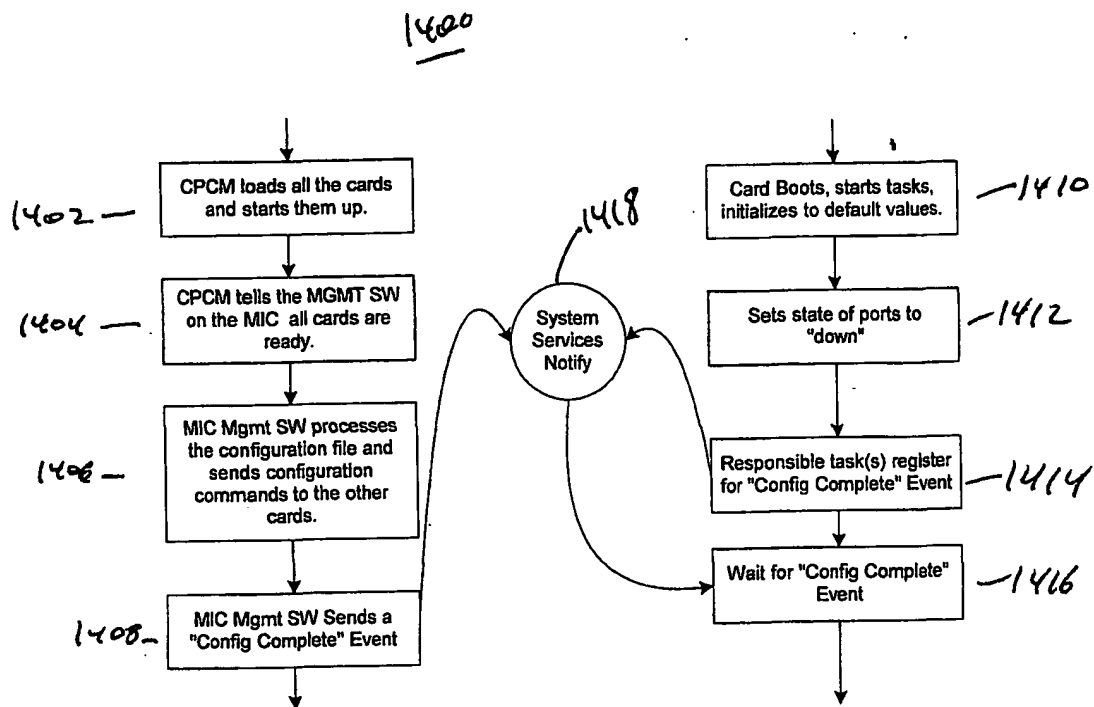 1400
CPCM loads all the cards
and starts them up.
1402
CPCM tells the MGMT SW
on the MIC all cards are
ready.
1404
MIC Mgmt SW processes
the configuration file and
sends configuration
commands to the other
cards.
1406
MIC Mgmt SW Sends a
"Config Complete" Event
1408
1418
System
Services
Notify
Card Boots, starts tasks,
initializes to default values.
1410
Sets state of ports to
"down"
1412
Responsible task(s) register
for "Config Complete" Event
1414
Wait for "Config Complete"
Event
1416